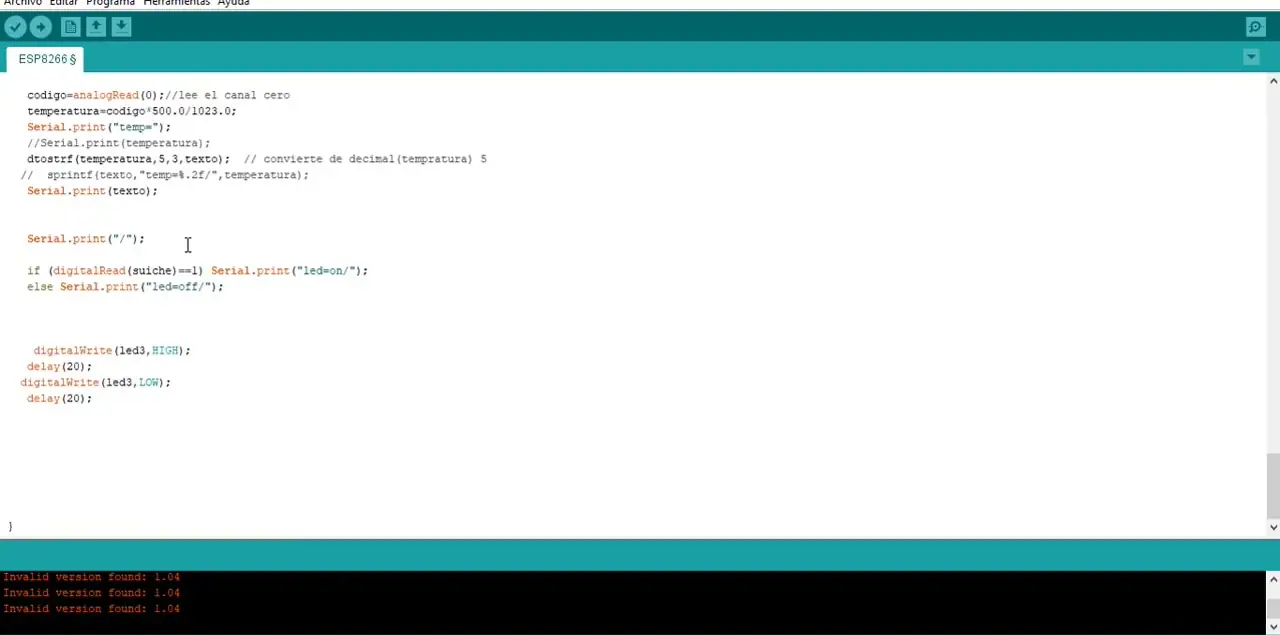 Archivo Editar Programa Herramientas Ayuda
ESP8266 §
codigo=analogRead(0);//lee el canal cero
temperatura=codigo*500.0/1023.0;
Serial.print("temp=");
//Serial.print(temperatura);
dtostrf(temperatura,5,3,texto);  // convierte de decimal(tempratura) 5
//  sprintf(texto,"temp=%.2f/",temperatura);
Serial.print(texto);
Serial.print("/");
if (digitalRead(suiche)==1) Serial.print("led=on/");
else Serial.print("led=off/");
digitalWrite(led3,HIGH);
delay(20);
digitalWrite(led3,LOW);
delay(20);
}
Invalid version found: 1.04
Invalid version found: 1.04
Invalid version found: 1.04